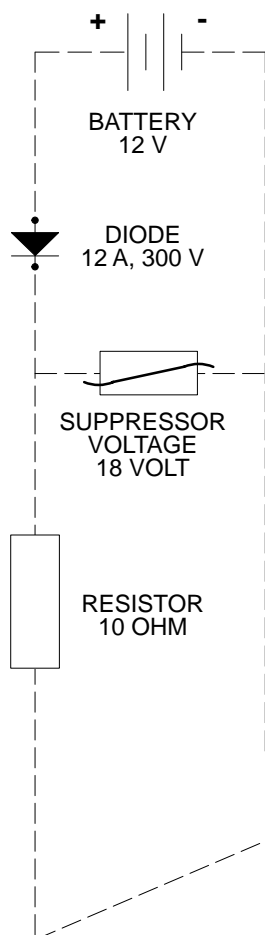 + -
BATTERY
12 V
DIODE
12 A, 300 V
SUPPRESSOR
VOLTAGE
18 VOLT
RESISTOR
10 OHM